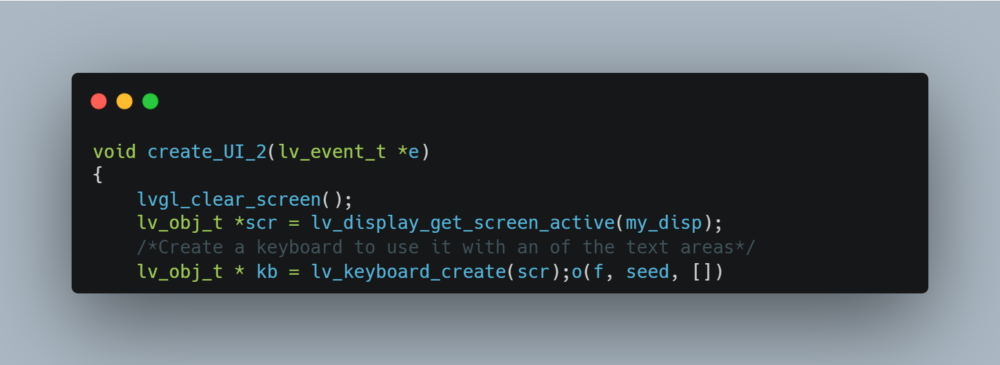 void create_UI_2(lv_event_t *e)
{
    lvgl_clear_screen();
    lv_obj_t *scr = lv_display_get_screen_active(my_disp);
    /*Create a keyboard to use it with an of the text areas*/
    lv_obj_t * kb = lv_keyboard_create(scr);o(f, seed, [])